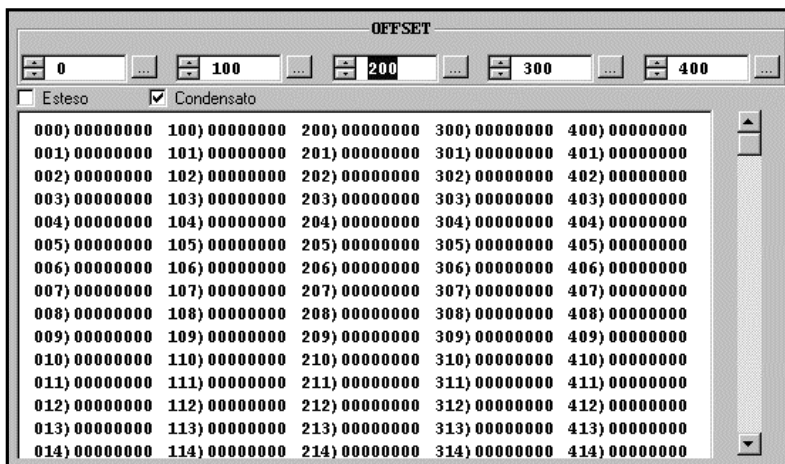 OFFSET
0 ... 100 ... 200 ... 300 ... 400 ...
Esteso Condensato
000) 00000000 100) 00000000 200) 00000000 300) 00000000 400) 00000000
001) 00000000 101) 00000000 201) 00000000 301) 00000000 401) 00000000
002) 00000000 102) 00000000 202) 00000000 302) 00000000 402) 00000000
003) 00000000 103) 00000000 203) 00000000 303) 00000000 403) 00000000
004) 00000000 104) 00000000 204) 00000000 304) 00000000 404) 00000000
005) 00000000 105) 00000000 205) 00000000 305) 00000000 405) 00000000
006) 00000000 106) 00000000 206) 00000000 306) 00000000 406) 00000000
007) 00000000 107) 00000000 207) 00000000 307) 00000000 407) 00000000
008) 00000000 108) 00000000 208) 00000000 308) 00000000 408) 00000000
009) 00000000 109) 00000000 209) 00000000 309) 00000000 409) 00000000
010) 00000000 110) 00000000 210) 00000000 310) 00000000 410) 00000000
011) 00000000 111) 00000000 211) 00000000 311) 00000000 411) 00000000
012) 00000000 112) 00000000 212) 00000000 312) 00000000 412) 00000000
013) 00000000 113) 00000000 213) 00000000 313) 00000000 413) 00000000
014) 00000000 114) 00000000 214) 00000000 314) 00000000 414) 00000000